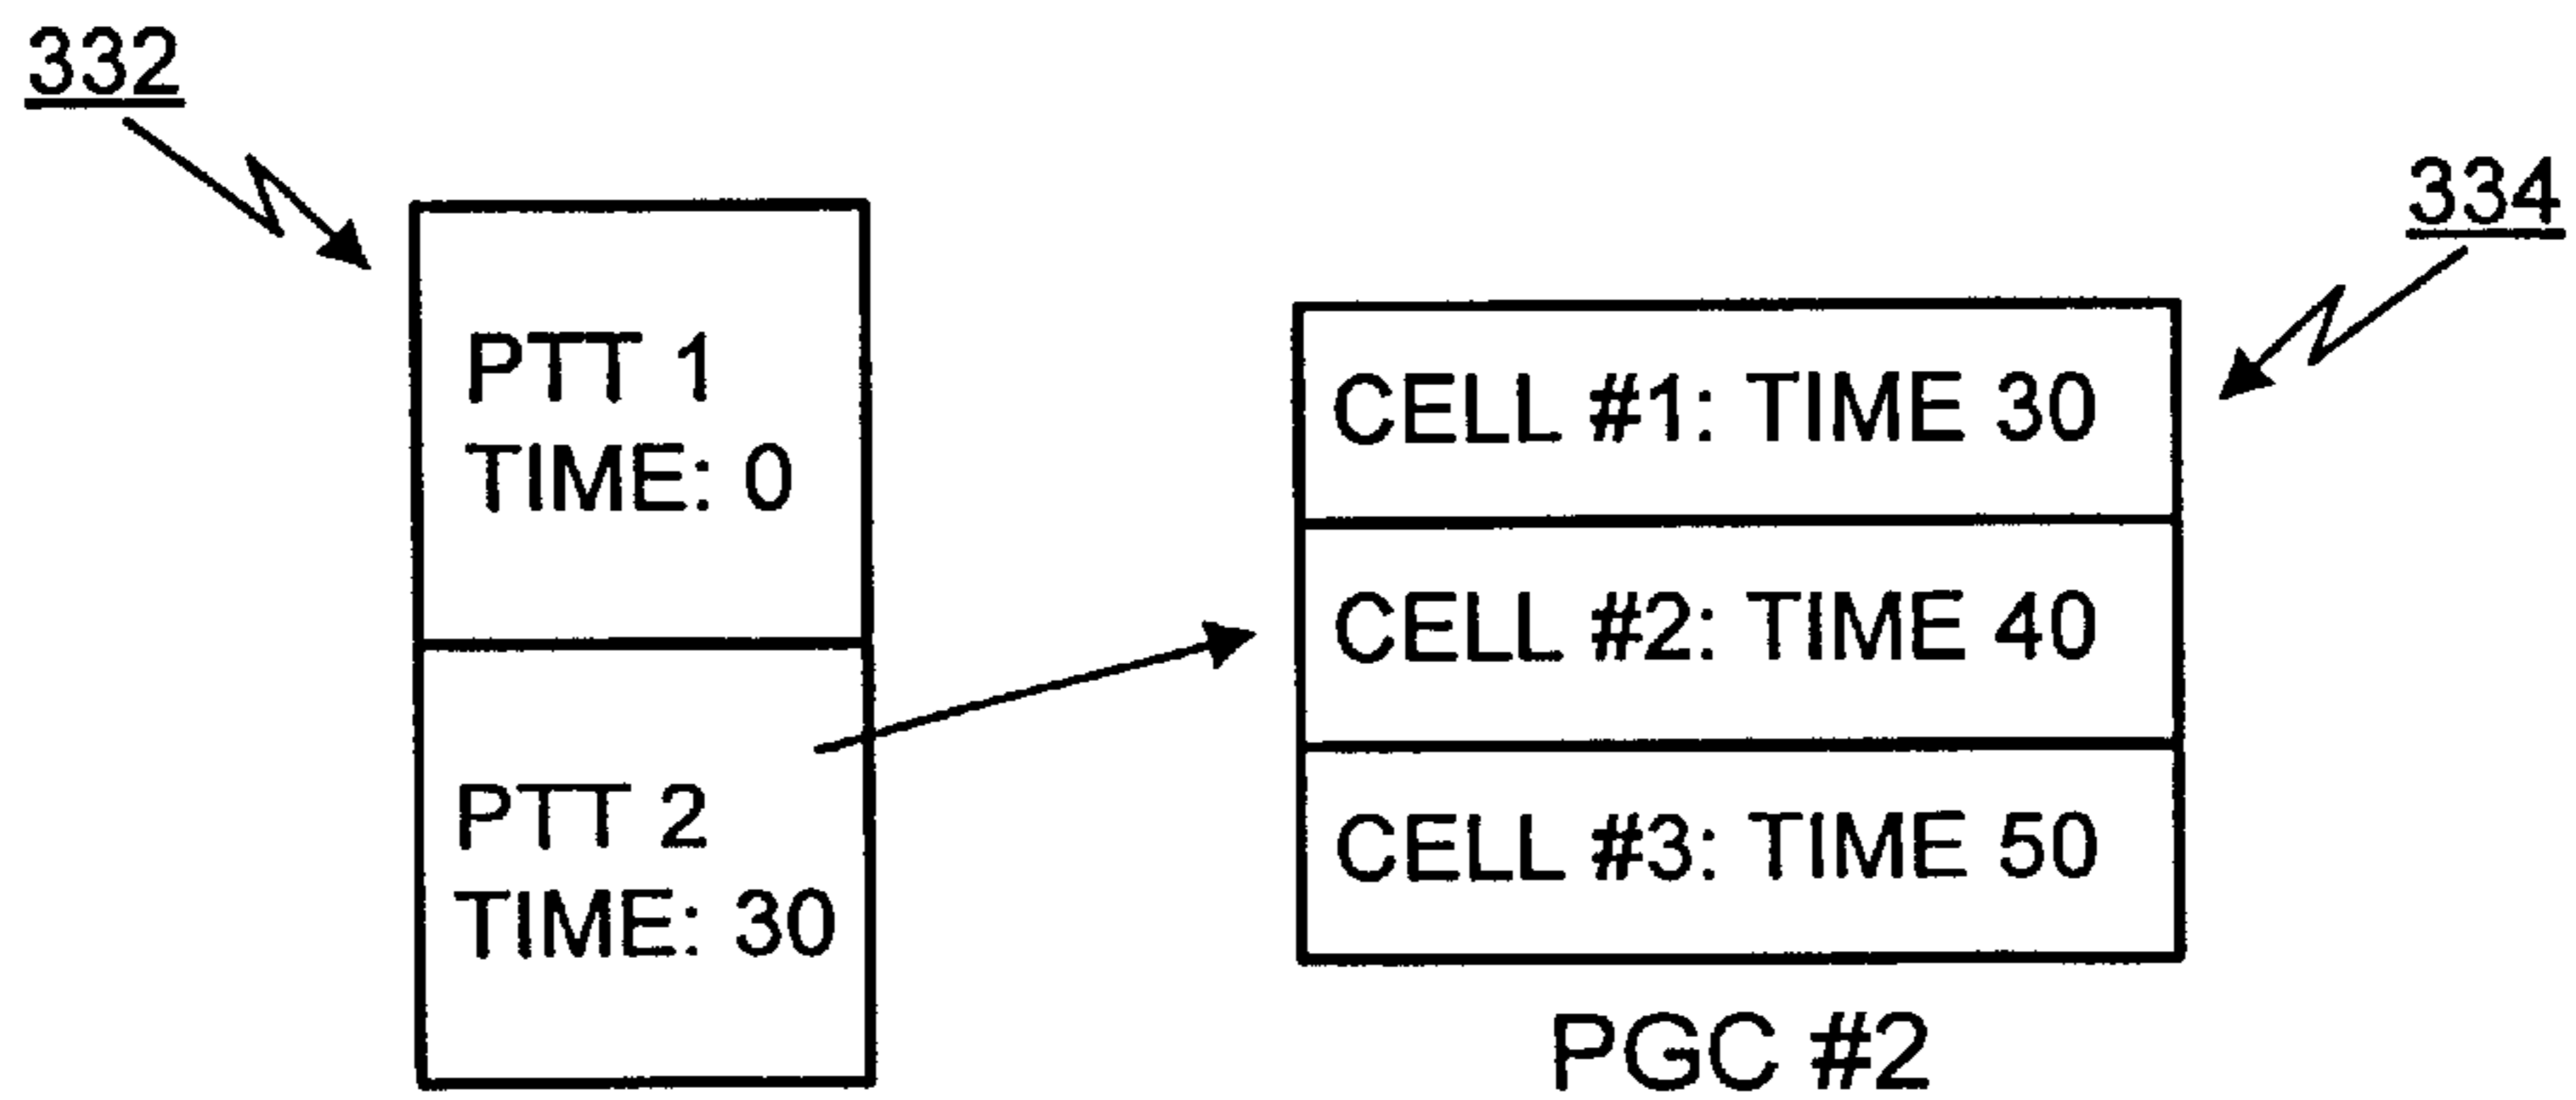 332
334
PTT 1
TIME: 0
PTT 2
TIME: 30
CELL #1: TIME 30
CELL #2: TIME 40
CELL #3: TIME 50
PGC #2